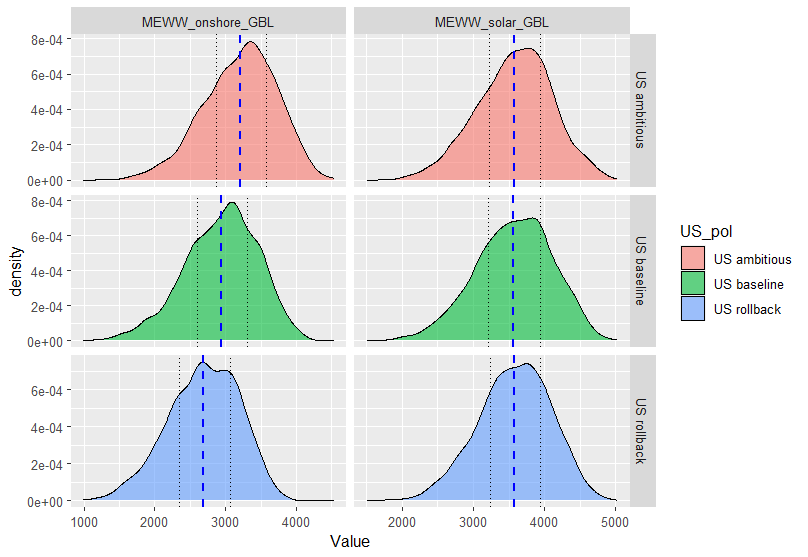 MEWW_onshore_GBL MEWW_solar_GBL
8e-04
6e-04
4e-04
2e-04
0e+00
US ambitious
8e-04
6e-04
4e-04
2e-04
0e+00
US baseline
6e-04
4e-04
2e-04
0e+00
US rollback
density
1000 2000 3000 4000 2000 3000 4000 5000
Value
US_pol
US ambitious
US baseline
US rollback